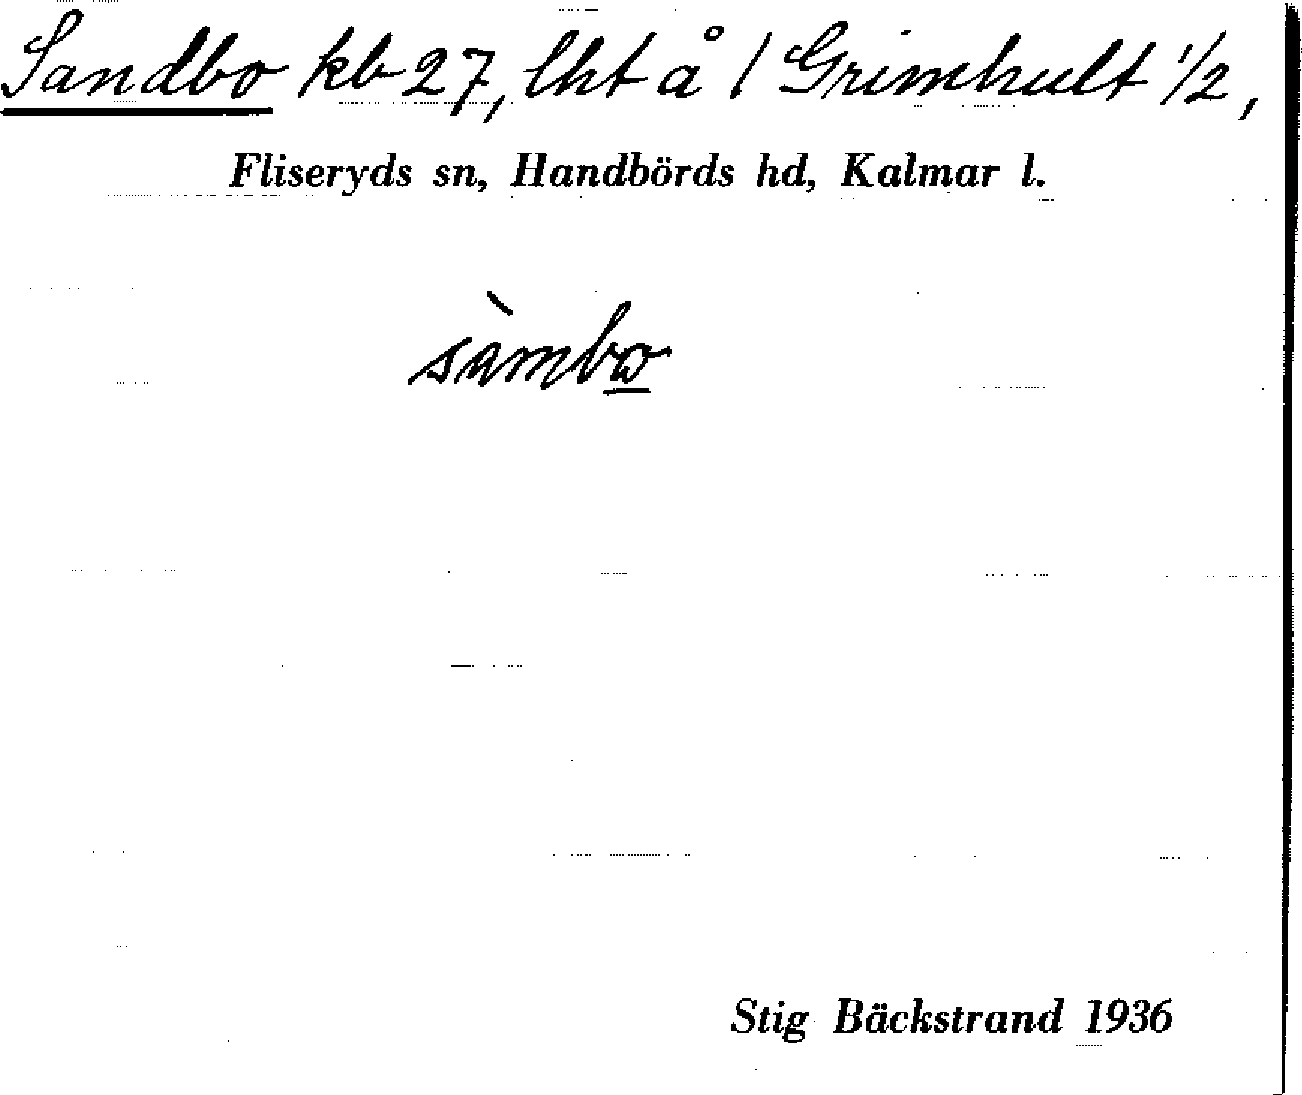 Sandbo kb 27, lht å / Grimhult 1/2,
Fliseryds sn, Handbörds hd, Kalmar l.
sàmbo
Stig Bäckstrand 1936